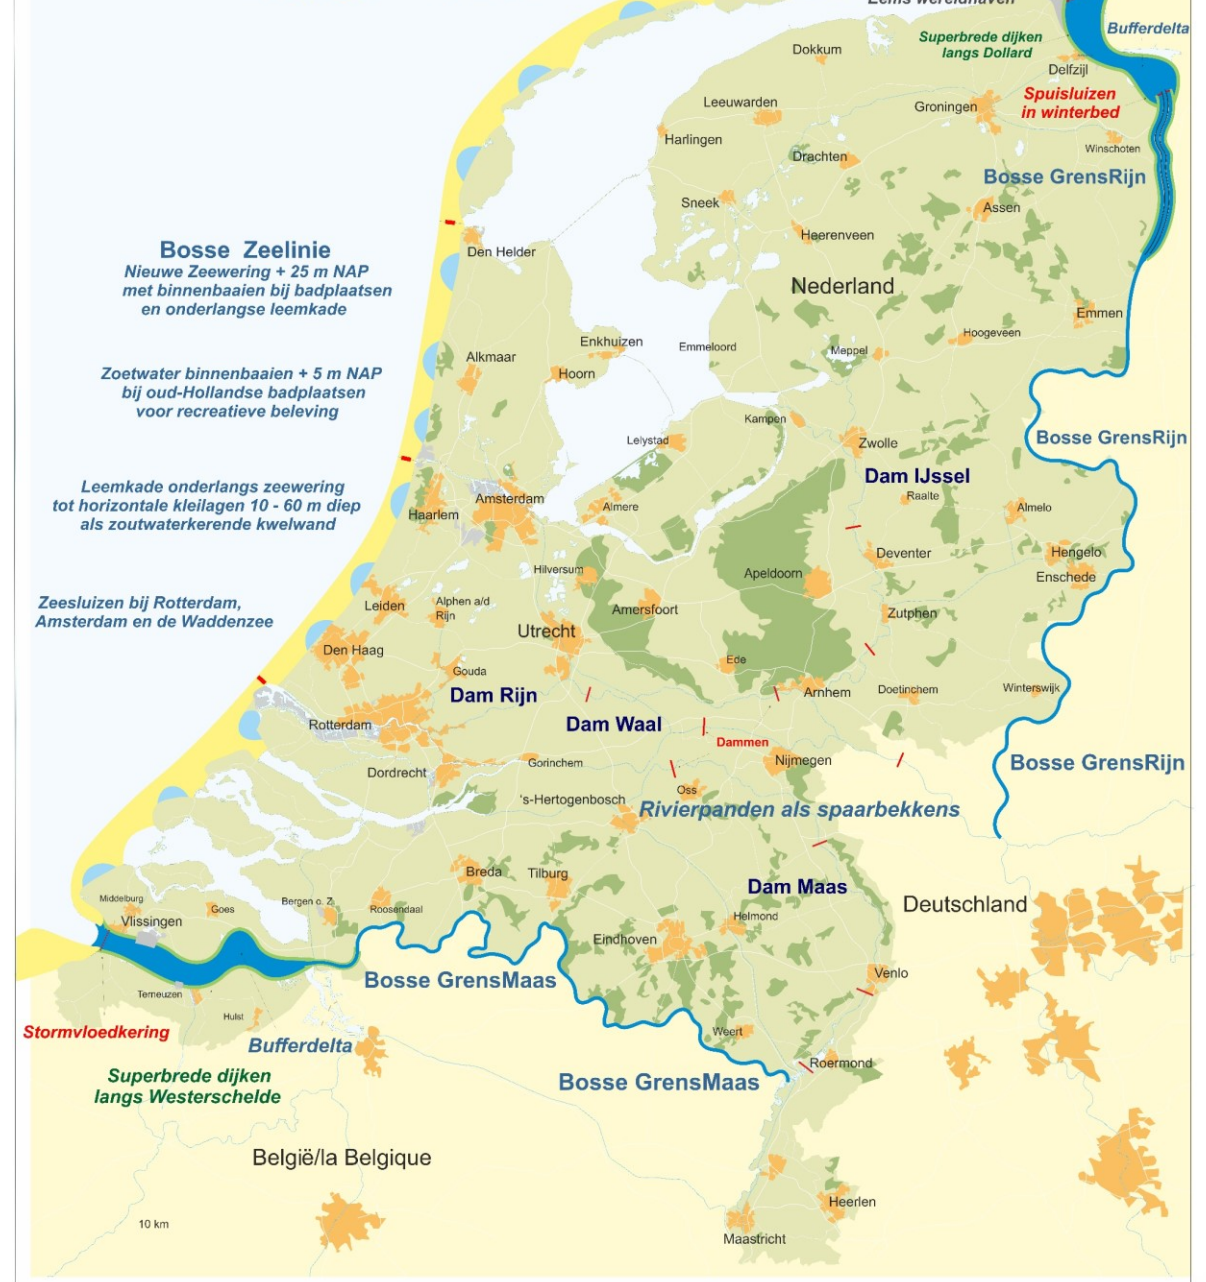 Eems wereldhaven
Bufferdelta
Superbrede dijken
langs Dollard
Dokkum
Delfzijl
Spuisluizen
in winterbed
Leeuwarden
Groningen
Harlingen
Winschoten
Drachten
Bosse GrensRijn
Sneek
Assen
Heerenveen
Bosse Zeelinie
Nieuwe Zeewering + 25 m NAP
met binnenbaaien bij badplaatsen
en onderlangse leemkade
Den Helder
Nederland
Emmen
Hoogeveen
Enkhuizen
Emmeloord
Meppel
Alkmaar
Hoorn
Zoetwater binnenbaaien + 5 m NAP
bij oud-Hollandse badplaatsen
voor recreatieve beleving
Kampen
Lelystad
Zwolle
Bosse GrensRijn
Dam IJssel
Leemkade onderlangs zeewering
tot horizontale kleilagen 10 - 60 m diep
als zoutwaterkerende kwelwand
Amsterdam
Haarlem
Almere
Raalte
Almelo
Deventer
Hengelo
Enschede
Hilversum
Apeldoorn
Zeesluizen bij Rotterdam,
Amsterdam en de Waddenzee
Leiden
Alphen a/d
Rijn
Amersfoort
Zutphen
Utrecht
Den Haag
Gouda
Ede
Dam Rijn
Arnhem
Doetinchem
Winterswijk
Rotterdam
Dam Waal
Dammen
Dordrecht
Gorinchem
Nijmegen
Bosse GrensRijn
Oss
's-Hertogenbosch
Rivierpanden als spaarbekkens
Breda
Tilburg
Dam Maas
Middelburg
Vlissingen
Goes
Bergen o. Z.
Roosendaal
Helmond
Deutschland
Eindhoven
Bosse GrensMaas
Venlo
Terneuzen
Hulst
Stormvloedkering
Bufferdelta
Weert
Roermond
Superbrede dijken
langs Westerschelde
Bosse GrensMaas
België/la Belgique
Heerlen
10 km
Maastricht